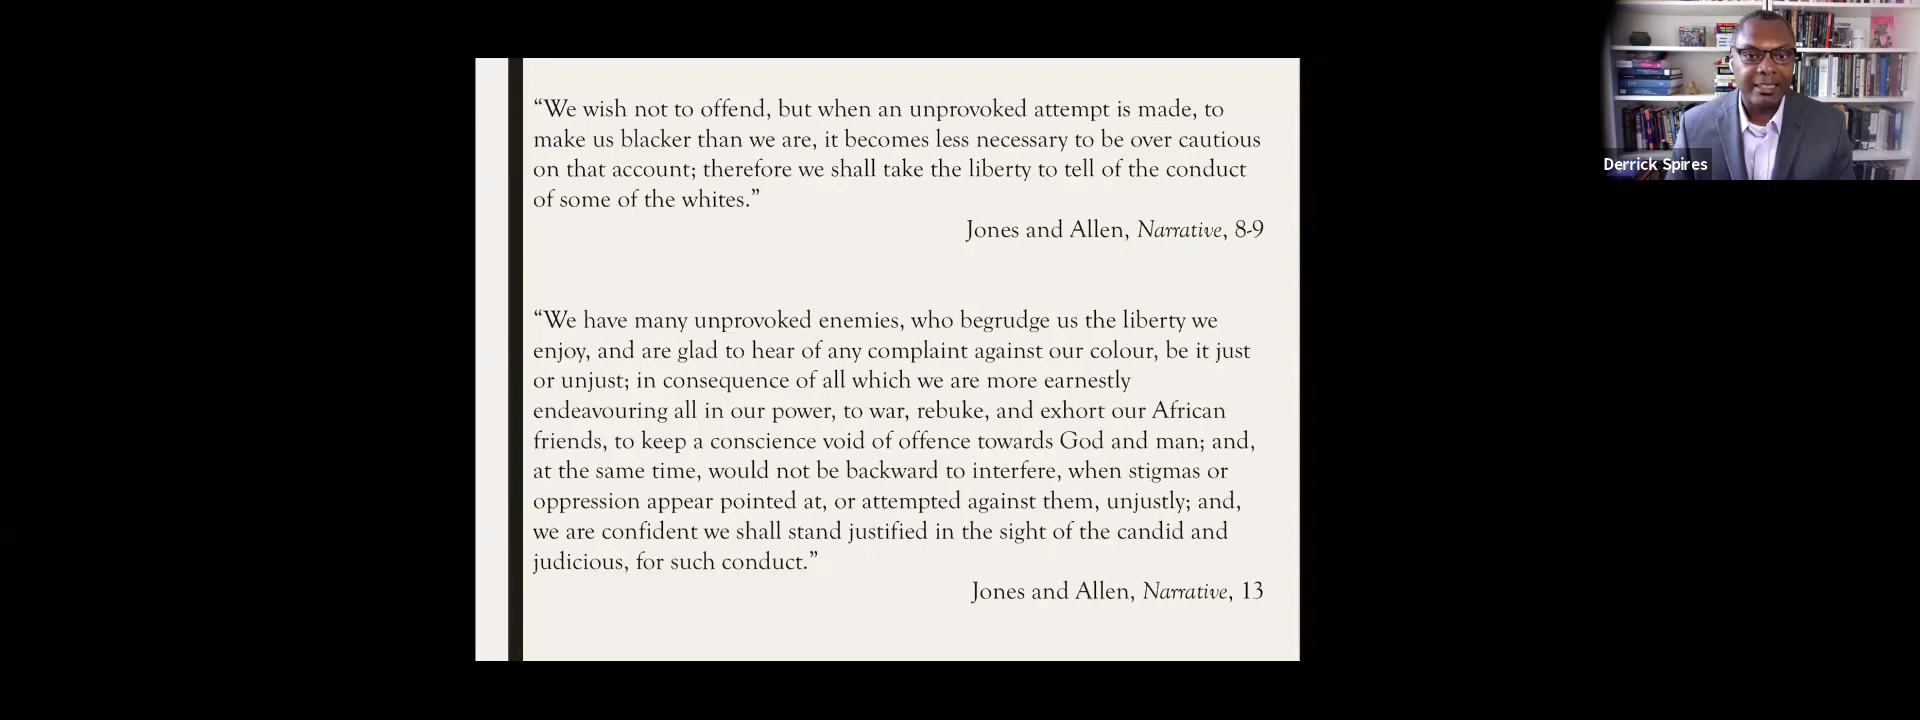 “We wish not to offend, but when an unprovoked attempt is made, to
make us blacker than we are, it becomes less necessary to be over cautious
on that account; therefore we shall take the liberty to tell of the conduct
of some of the whites.”
Jones and Allen, Narrative, 8-9
“We have many unprovoked enemies, who begrudge us the liberty we
enjoy, and are glad to hear of any complaint against our colour, be it just
or unjust; in consequence of all which we are more earnestly
endeavouring all in our power, to war, rebuke, and exhort our African
friends, to keep a conscience void of offence towards God and man; and,
at the same time, would not be backward to interfere, when stigmas or
oppression appear pointed at, or attempted against them, unjustly; and,
we are confident we shall stand justified in the sight of the candid and
judicious, for such conduct.”
Jones and Allen, Narrative, 13
Derrick Spires